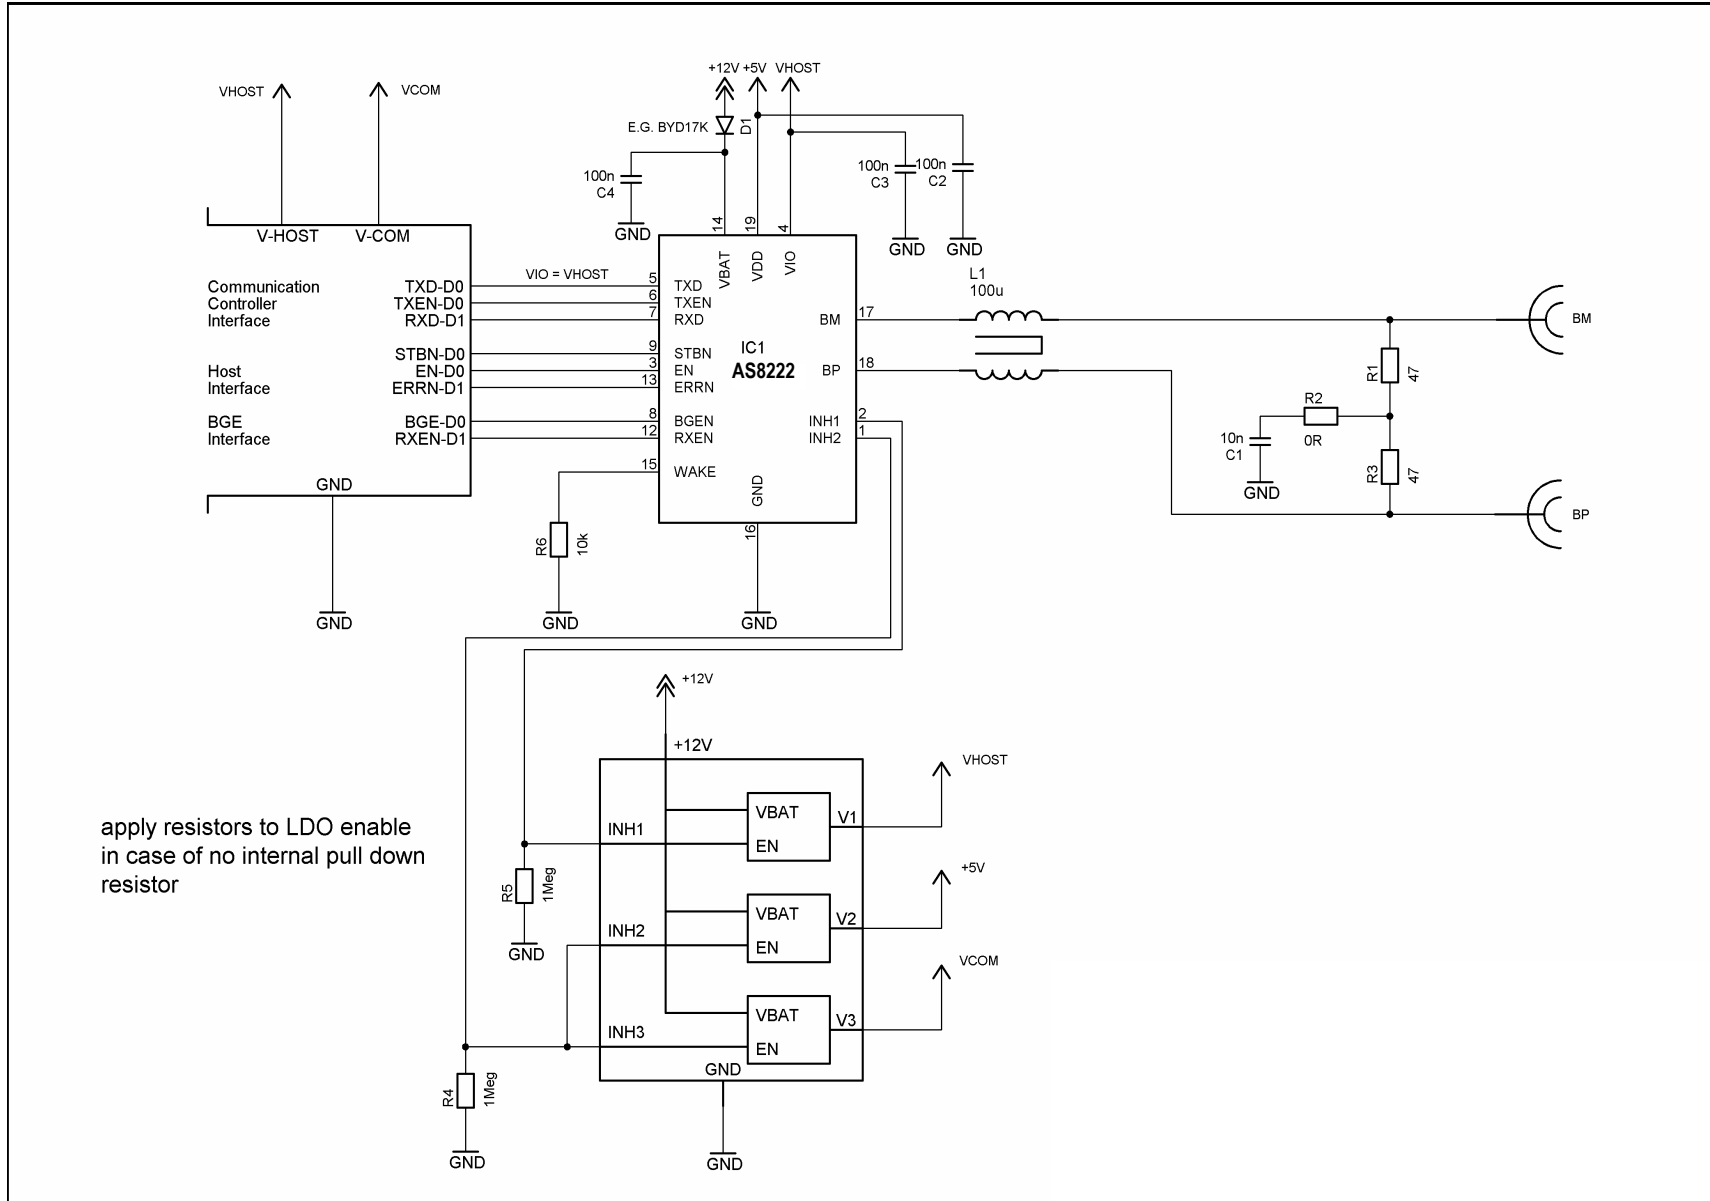 +12V +5V VHOST
VHOST
VCOM
E.G. BYD17K
D1
100n
C4
100n
C3
100n
C2
GND
GND
GND
V-HOST
V-COM
14
19
4
VBAT
VDD
VIO
VIO = VHOST
Communication
Controller
Interface
TXD-D0
TXEN-D0
RXD-D1
5
6
7
TXD
TXEN
RXD
STBN-D0
EN-D0
ERRN-D1
Host
Interface
9
3
13
STBN
EN
ERRN
BGE
Interface
BGE-D0
RXEN-D1
8
12
BGEN
RXEN
15
WAKE
IC1
AS8222
BM
17
BP
18
INH1
2
INH2
1
GND
16
L1
100u
BM
R1
47
R2
0R
10n
C1
GND
R3
47
BP
GND
GND
R6
10k
GND
GND
+12V
+12V
VHOST
VBAT
EN
V1
INH1
apply resistors to LDO enable
in case of no internal pull down
resistor
R5
1Meg
GND
+5V
VBAT
EN
V2
INH2
VCOM
VBAT
EN
V3
INH3
GND
R4
1Meg
GND
GND